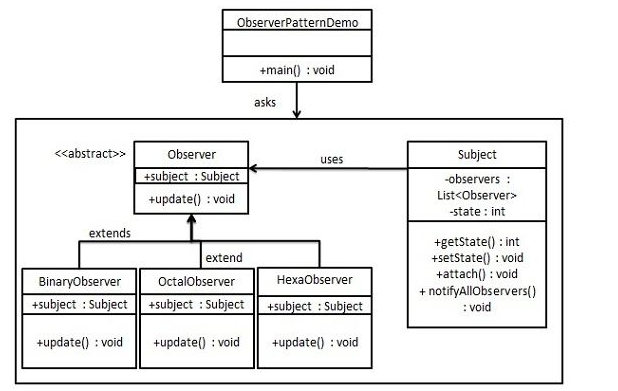 ObserverPatternDemo
+main() : void
asks
<<abstract>>
Observer
+subject : Subject
+update() : void
uses
Subject
-observers :
List<Observer>
-state : int
+getState() : int
+setState() : void
+attach() : void
+ notifyAllObservers()
: void
extends
extend
BinaryObserver
+subject : Subject
+update() : void
OctalObserver
+subject : Subject
+update() : void
HexaObserver
+subject : Subject
+update() : void